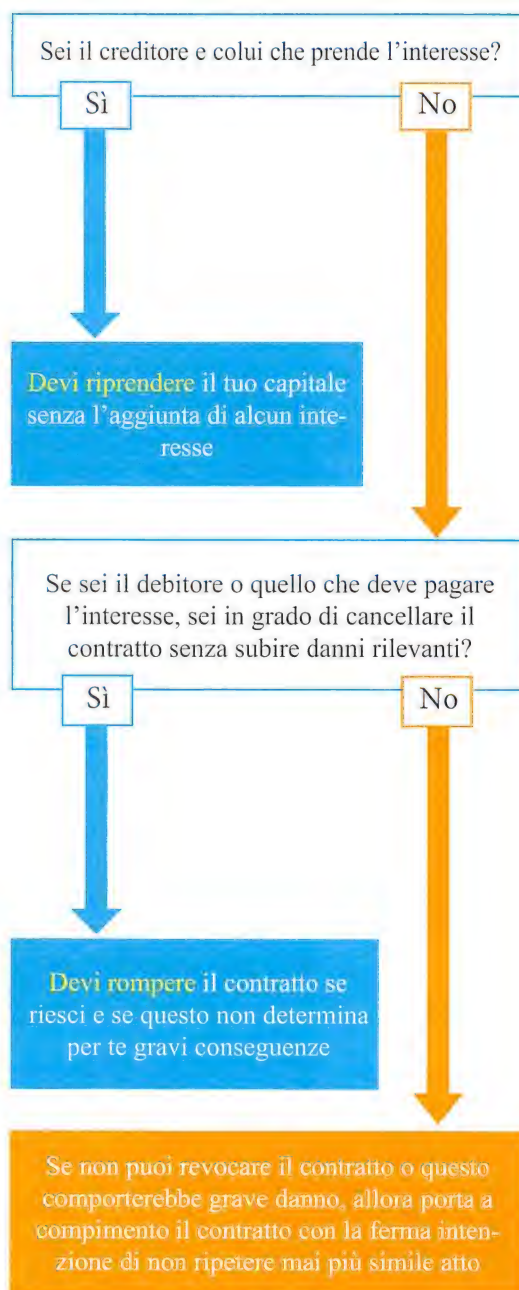 Sei il creditore e colui che prende l'interesse?
Sì
No
Devi riprendere il tuo capitale
senza l'aggiunta di alcun inte-
resse
Se sei il debitore o quello che deve pagare
l'interesse, sei in grado di cancellare il
contratto senza subire danni rilevanti?
Sì
No
Devi rompere il contratto se
riesci e se questo non determina
per te gravi conseguenze
Se non puoi revocare il contratto o questo
comporterebbe grave danno, allora porta a
compimento il contratto con la ferma inten-
zione di non ripetere mai più simile atto